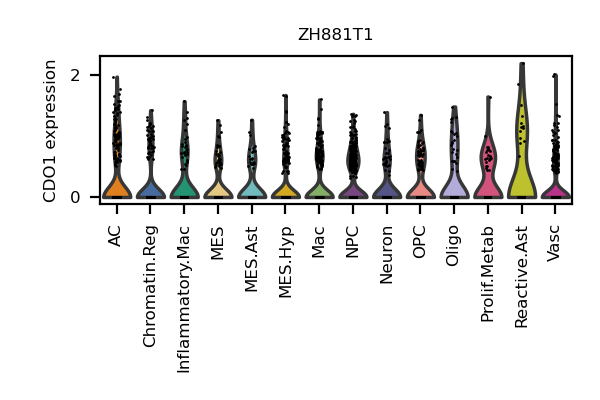 ZH881T1
CDO1 expression
2
0
AC
Chromatin.Reg
Inflammatory.Mac
MES
MES.Ast
MES.Hyp
Mac
NPC
Neuron
OPC
Oligo
Prolif.Metab
Reactive.Ast
Vasc